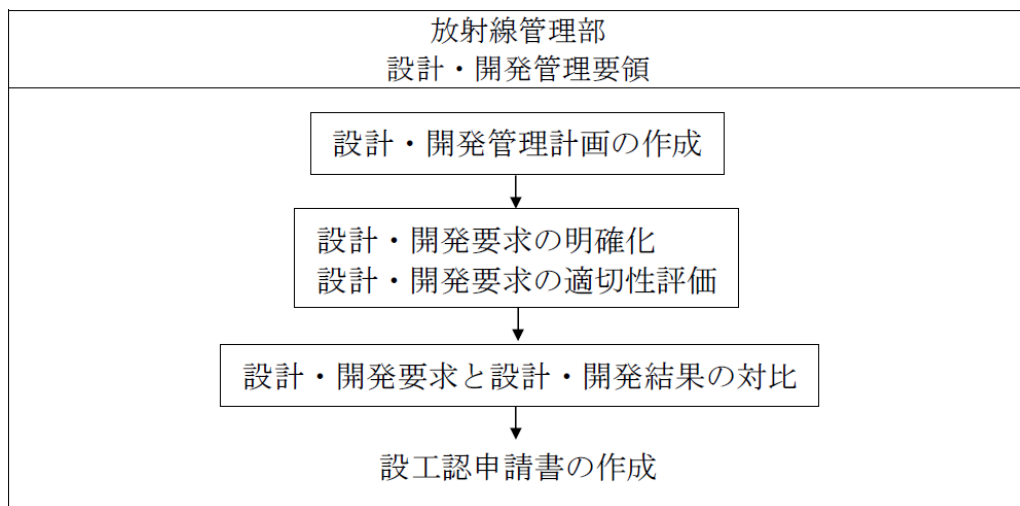 放射線管理部
設計・開発管理要領
設計・開発管理計画の作成
設計・開発要求の明確化
設計・開発要求の適切性評価
設計・開発要求と設計・開発結果の対比
設工認申請書の作成